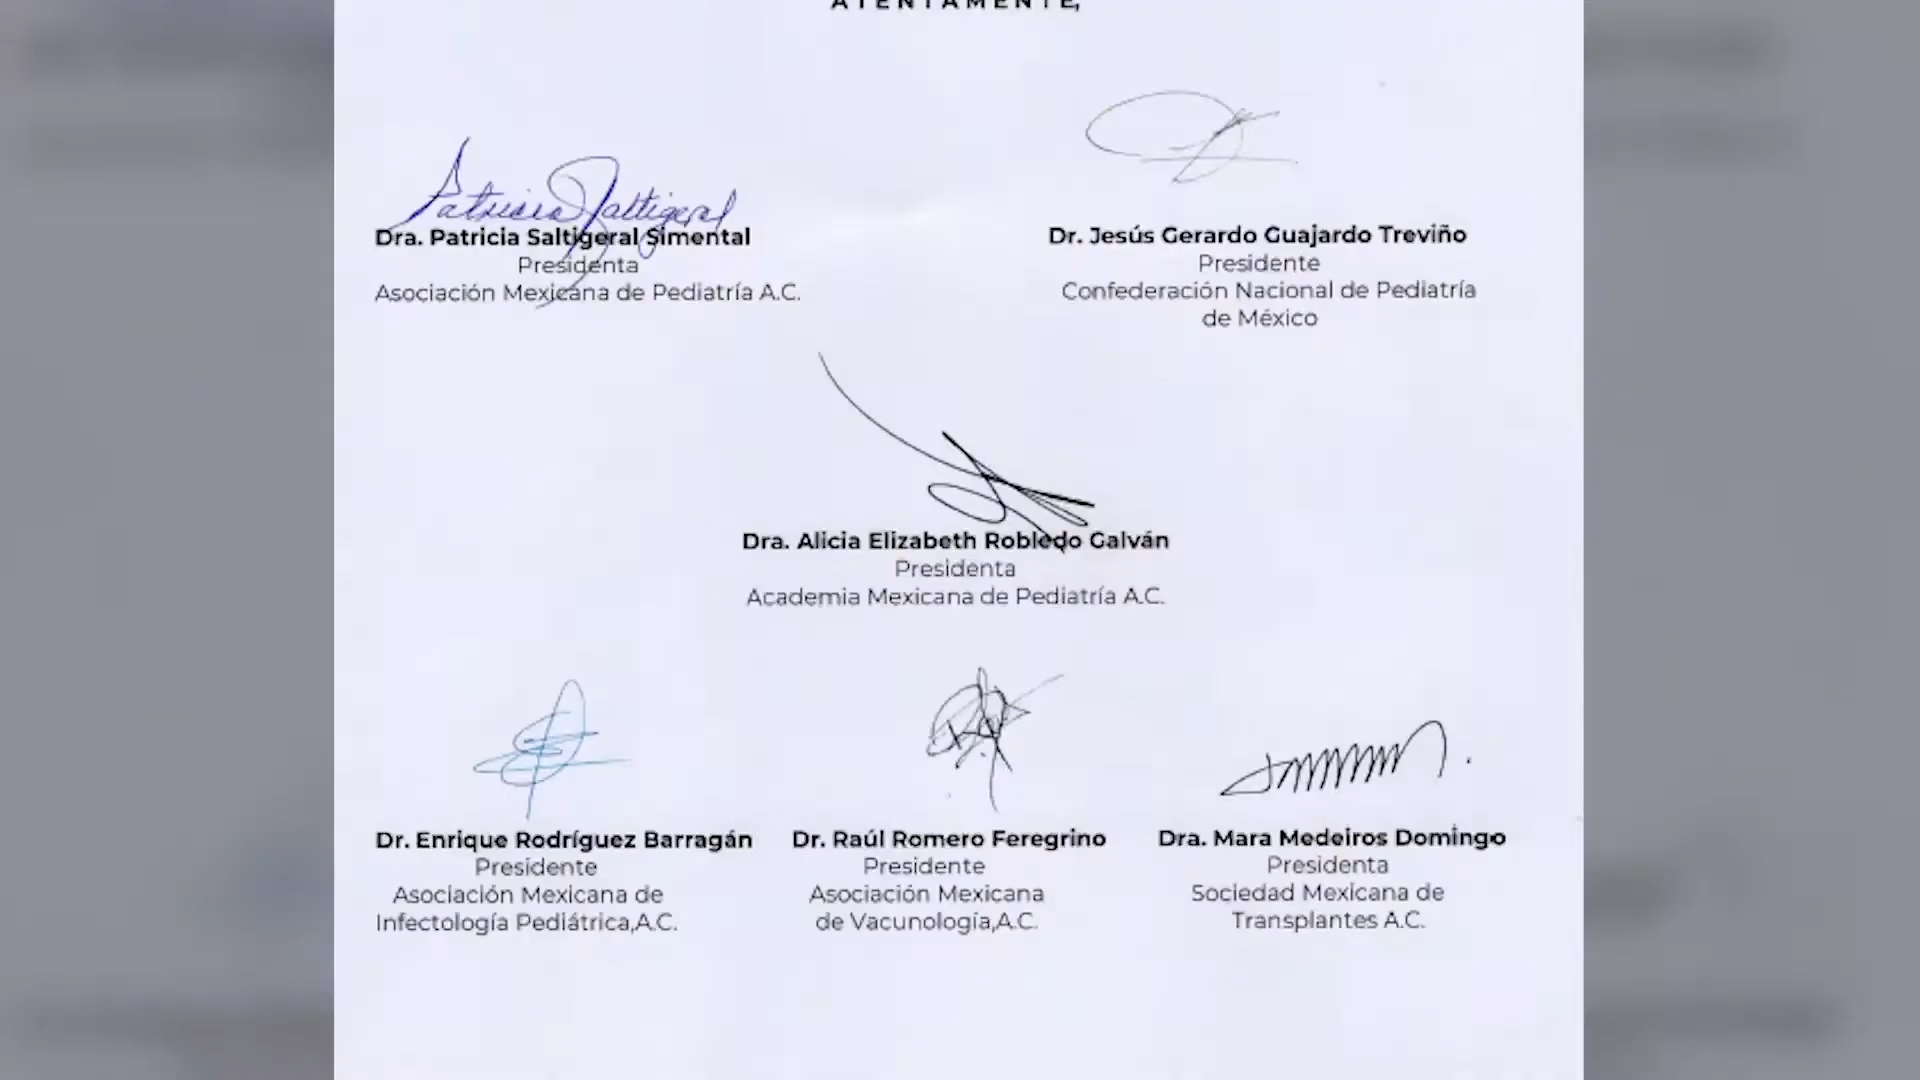 ATENTAMENTE,
Patricia Saltigeral
Dra. Patricia Saltigeral Simental
Presidenta
Asociación Mexicana de Pediatría A.C.
Dr. Jesús Gerardo Guajardo Treviño
Presidente
Confederación Nacional de Pediatría
de México
Dra. Alicia Elizabeth Robledo Galván
Presidenta
Academia Mexicana de Pediatría A.C.
Dr. Enrique Rodríguez Barragán
Presidente
Asociación Mexicana de
Infectología Pediátrica,A.C.
Dr. Raúl Romero Feregrino
Presidente
Asociación Mexicana
de Vacunología,A.C.
Dra. Mara Medeiros Domingo
Presidenta
Sociedad Mexicana de
Transplantes A.C.